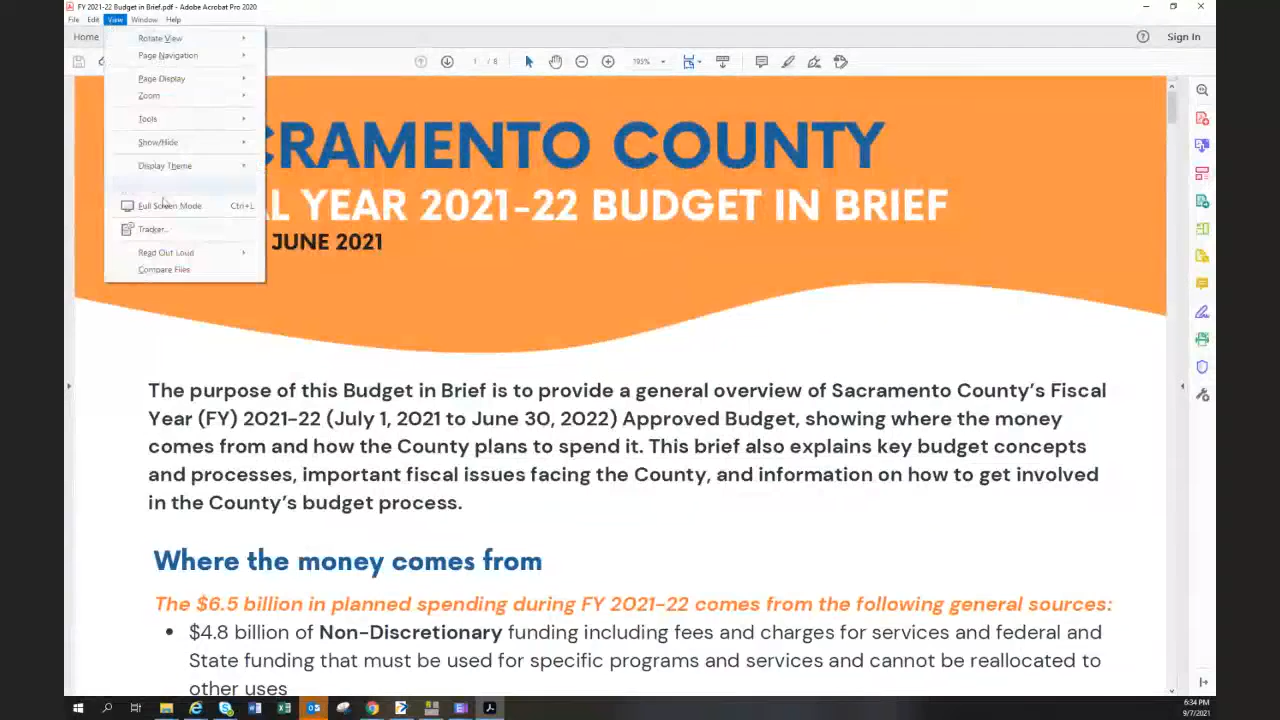 FY 2021-22 Budget in Brief.pdf - Adobe Acrobat Pro 2020
File Edit View Window Help
Home
Sign In
Rotate View
Page Navigation
Page Display
Zoom
Tools
Show/Hide
Display Theme
Full Screen Mode Ctrl+L
Tracker...
Read Out Loud
Compare Files
1 / 8
195%
CRAMENTO COUNTY
AL YEAR 2021-22 BUDGET IN BRIEF
JUNE 2021
The purpose of this Budget in Brief is to provide a general overview of Sacramento County's Fiscal
Year (FY) 2021-22 (July 1, 2021 to June 30, 2022) Approved Budget, showing where the money
comes from and how the County plans to spend it. This brief also explains key budget concepts
and processes, important fiscal issues facing the County, and information on how to get involved
in the County's budget process.
Where the money comes from
The $6.5 billion in planned spending during FY 2021-22 comes from the following general sources:
• $4.8 billion of Non-Discretionary funding including fees and charges for services and federal and
State funding that must be used for specific programs and services and cannot be reallocated to
other uses
6:34 PM
9/7/2021